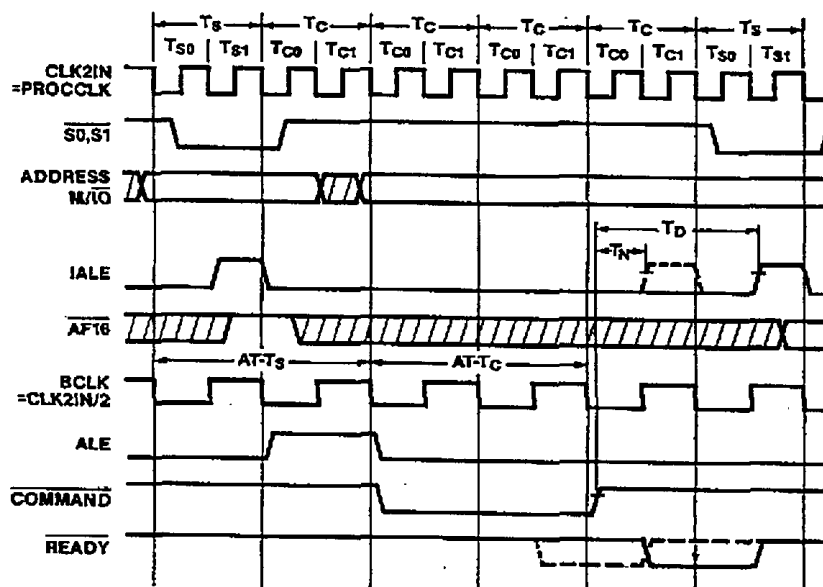 TS TC TC TC TC TS
TS0 TS1 TC0 TC1 TC0 TC1 TC0 TC1 TC0 TC1 TS0 TS1
CLK2IN
=PROCCLK
S0,S1
ADDRESS
M/IO
TD
TN
IALE
AF16
AT-TS AT-TC
BCLK
=CLK2IN/2
ALE
COMMAND
READY